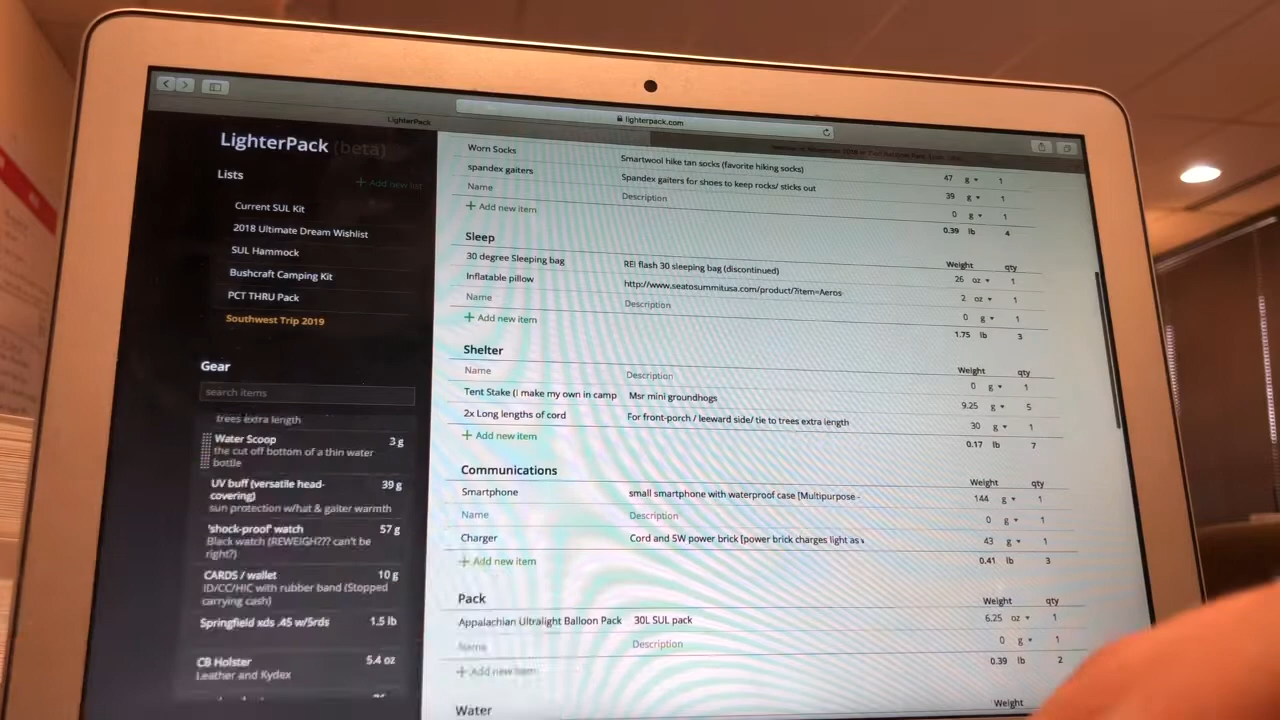 lighterpack.com
LighterPack
LighterPack (beta)
Lists
+ Add new list
Current SUL Kit
2018 Ultimate Dream Wishlist
SUL Hammock
Bushcraft Camping Kit
PCT THRU Pack
Southwest Trip 2019
Gear
search items
trees extra length
Water Scoop 3 g
the cut off bottom of a thin water
bottle
UV buff (versatile head- 39 g
covering)
sun protection w/hat & gaiter warmth
'shock-proof' watch 57 g
Black watch (REWEIGH??? can't be
right?)
CARDS / wallet 10 g
ID/CC/HIC with rubber band (Stopped
carrying cash)
Springfield xds .45 w/5rds 1.5 lb
CB Holster 5.4 oz
Leather and Kydex
Worn Socks Smartwool hike tan socks (favorite hiking socks) 47 g 1
spandex gaiters Spandex gaiters for shoes to keep rocks/ sticks out 39 g 1
Name Description 0 g 1
+ Add new item 0.39 lb 4
Sleep Weight qty
30 degree Sleeping bag REI flash 30 sleeping bag (discontinued) 26 oz 1
Inflatable pillow http://www.seatosummitusa.com/product/?item=Aeros 2 oz 1
Name Description 0 g 1
+ Add new item 1.75 lb 3
Shelter Weight qty
Name Description 0 g 1
Tent Stake (I make my own in camp Msr mini groundhogs 9.25 g 5
2x Long lengths of cord For front-porch / leeward side/ tie to trees extra length 30 g 1
+ Add new item 0.17 lb 7
Communications Weight qty
Smartphone small smartphone with waterproof case [Multipurpose - 144 g 1
Name Description 0 g 1
Charger Cord and 5W power brick [power brick charges light as 43 g 1
+ Add new item 0.41 lb 3
Pack Weight qty
Appalachian Ultralight Balloon Pack 30L SUL pack 6.25 oz 1
Name Description 0 g 1
+ Add new item 0.39 lb 2
Water Weight